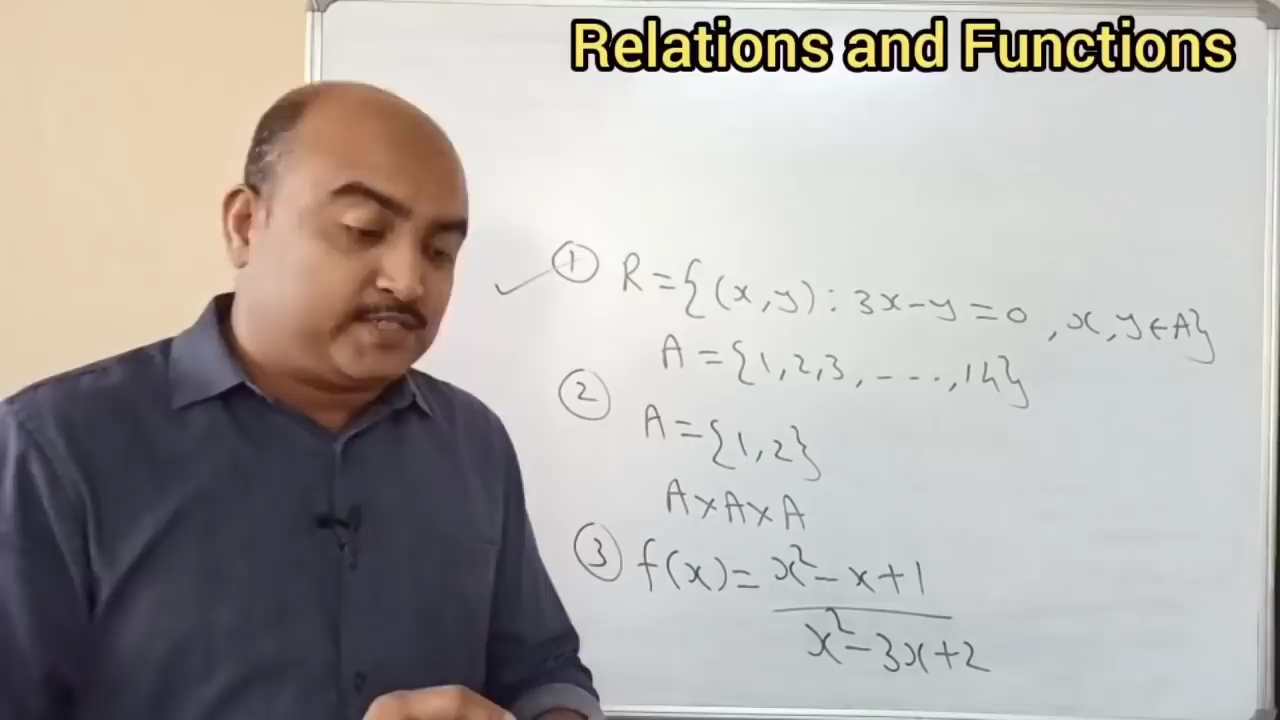 Relations and Functions
① R={(x,y): 3x-y=0, x,y∈A}
A={1,2,3,-...,14}
②
A={1,2}
A×A×A
③ f(x)=x²-x+1
x²-3x+2